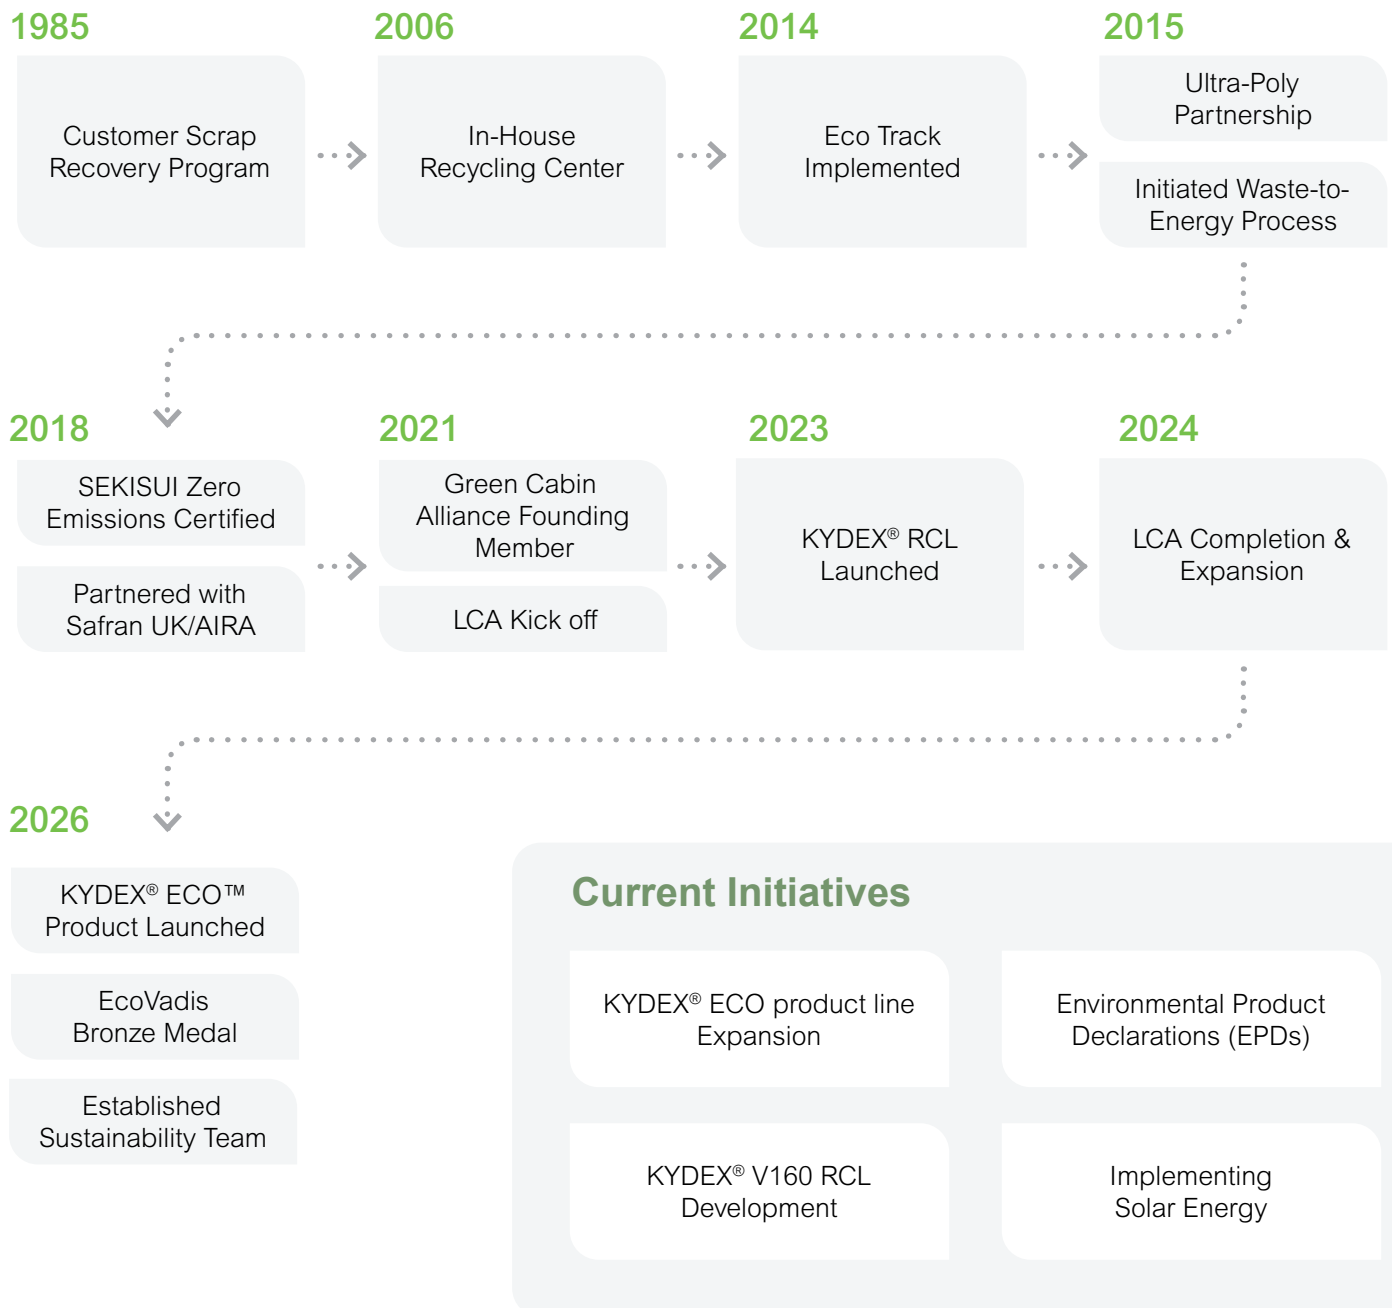 1985
Customer Scrap
Recovery Program
2006
In-House
Recycling Center
2014
Eco Track
Implemented
2015
Ultra-Poly
Partnership
Initiated Waste-to-
Energy Process
2018
SEKISUI Zero
Emissions Certified
Partnered with
Safran UK/AIRA
2021
Green Cabin
Alliance Founding
Member
LCA Kick off
2023
KYDEX® RCL
Launched
2024
LCA Completion &
Expansion
2026
KYDEX® ECO™
Product Launched
EcoVadis
Bronze Medal
Established
Sustainability Team
Current Initiatives
KYDEX® ECO product line
Expansion
Environmental Product
Declarations (EPDs)
KYDEX® V160 RCL
Development
Implementing
Solar Energy